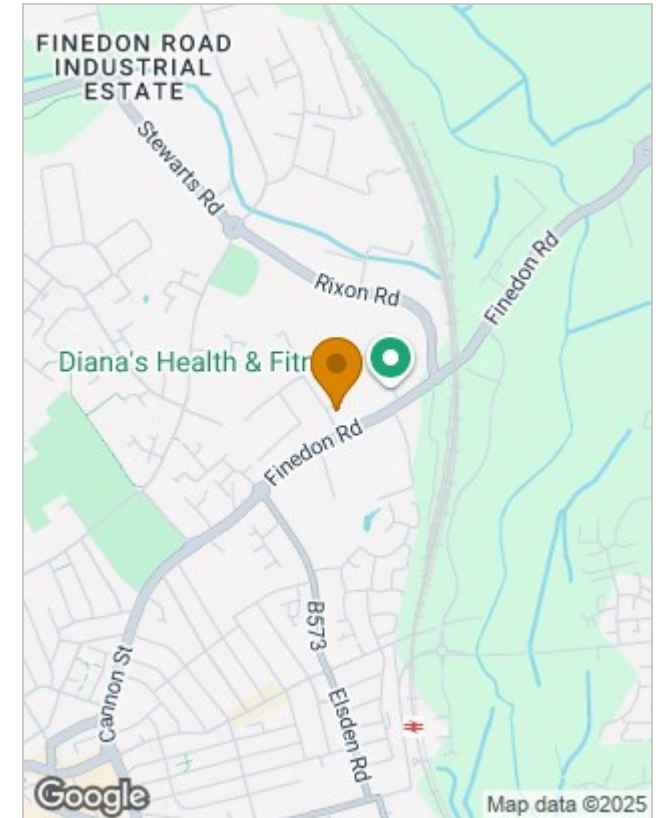 FINEDON ROAD
INDUSTRIAL
ESTATE
Stewarts Rd
Rixon Rd
Finedon Rd
Diana's Health & Fitn
Finedon Rd
B573
Cannon St
Elsden Rd
Google
Map data ©2025